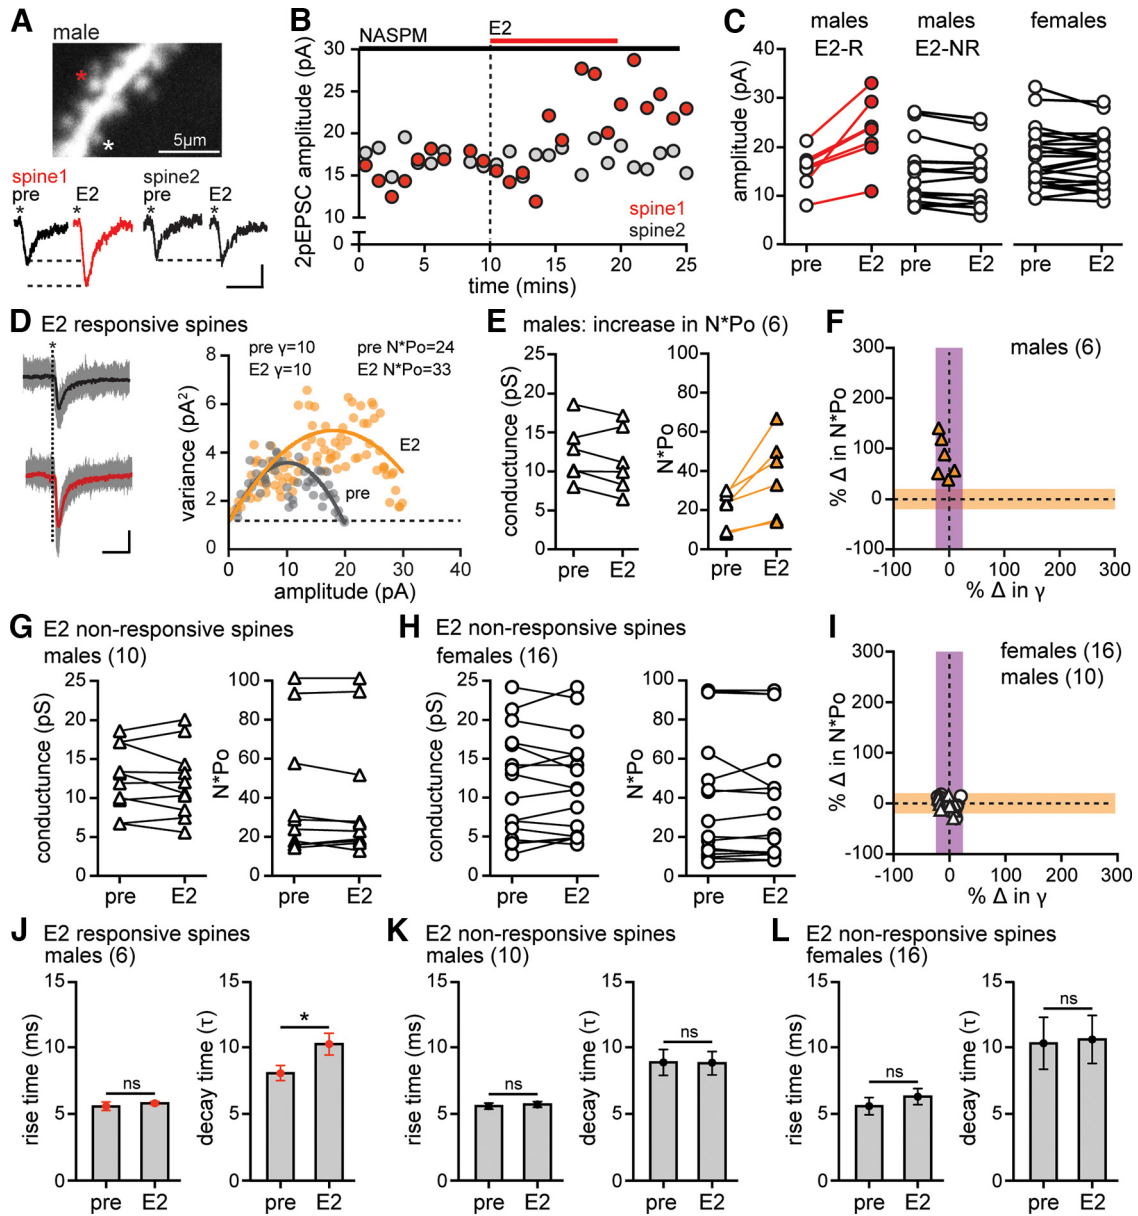 A
male
*
*
5µm
spine1
pre
E2
spine2
pre
E2
*
*
*
*
B
NASPM
E2
2pEPSC amplitude (pA)
30
25
20
15
10
0
0
5
10
15
20
25
time (mins)
spine1
spine2
C
males
E2-R
males
E2-NR
females
amplitude (pA)
40
30
20
10
0
pre
E2
pre
E2
pre
E2
D
E2 responsive spines
*
pre γ=10
E2 γ=10
pre N*Po=24
E2 N*Po=33
variance (pA²)
8
6
4
2
0
E2
pre
0
10
20
30
40
amplitude (pA)
E
males: increase in N*Po (6)
conductance (pS)
25
20
15
10
5
0
pre
E2
N*Po
100
80
60
40
20
0
pre
E2
F
males (6)
% Δ in N*Po
300
200
100
0
-100
-100
0
100
200
300
% Δ in γ
G
E2 non-responsive spines
males (10)
conductunce (pS)
25
20
15
10
5
0
pre
E2
N*Po
100
80
60
40
20
0
pre
E2
H
E2 non-responsive spines
females (16)
conductunce (pS)
25
20
15
10
5
0
pre
E2
N*Po
100
80
60
40
20
0
pre
E2
I
females (16)
males (10)
% Δ in N*Po
300
200
100
0
-100
-100
0
100
200
300
% Δ in γ
J
E2 responsive spines
males (6)
rise time (ms)
15
10
5
0
ns
pre
E2
decay time (τ)
15
10
5
0
*
pre
E2
K
E2 non-responsive spines
males (10)
rise time (ms)
15
10
5
0
ns
pre
E2
decay time (τ)
15
10
5
0
ns
pre
E2
L
E2 non-responsive spines
females (16)
rise time (ms)
15
10
5
0
ns
pre
E2
decay time (τ)
15
10
5
0
ns
pre
E2